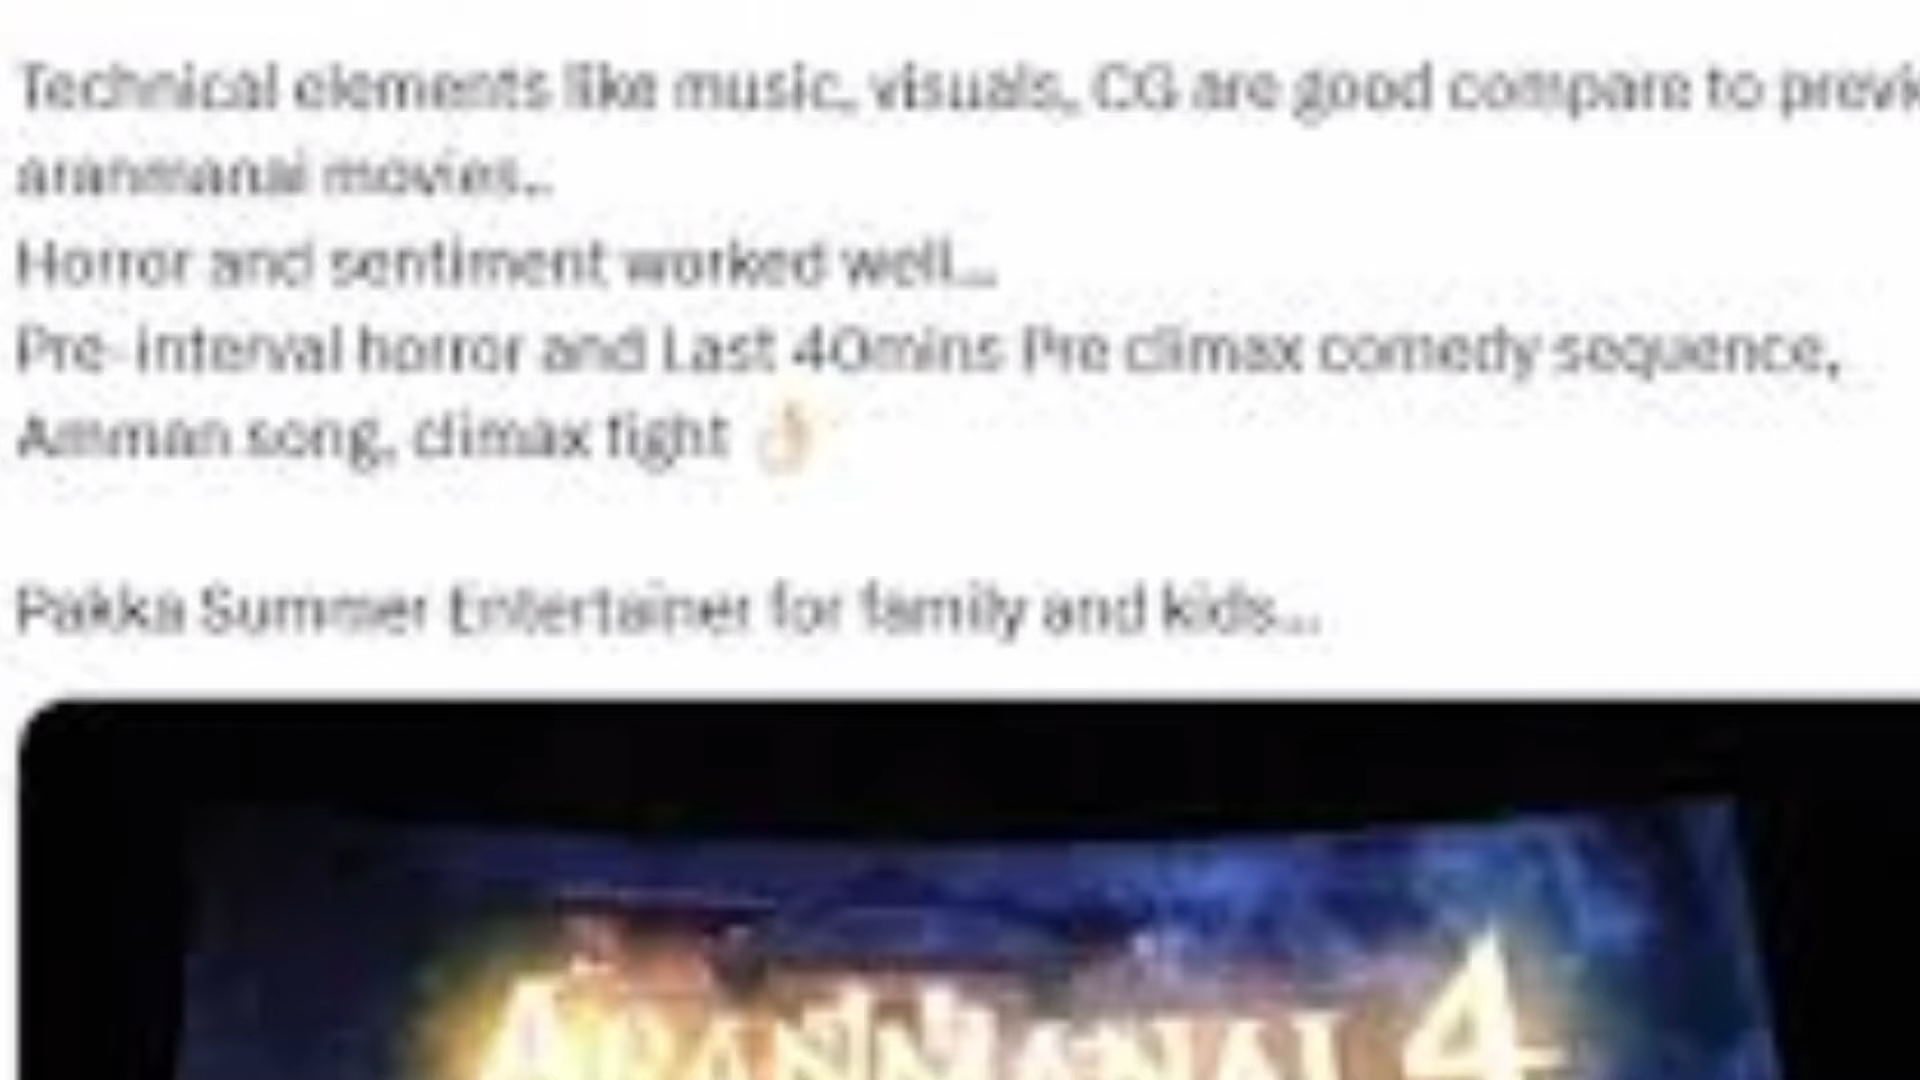 Technical elements like music, visuals, CG are good compare to
aranmanai movies..
Horror and sentiment worked well...
Pre-interval horror and Last 40mins Pre climax comedy sequence,
Amman song, climax fight 👌🏻
Pakka Summer Entertainer for family and kids...
ARANMANAI 4